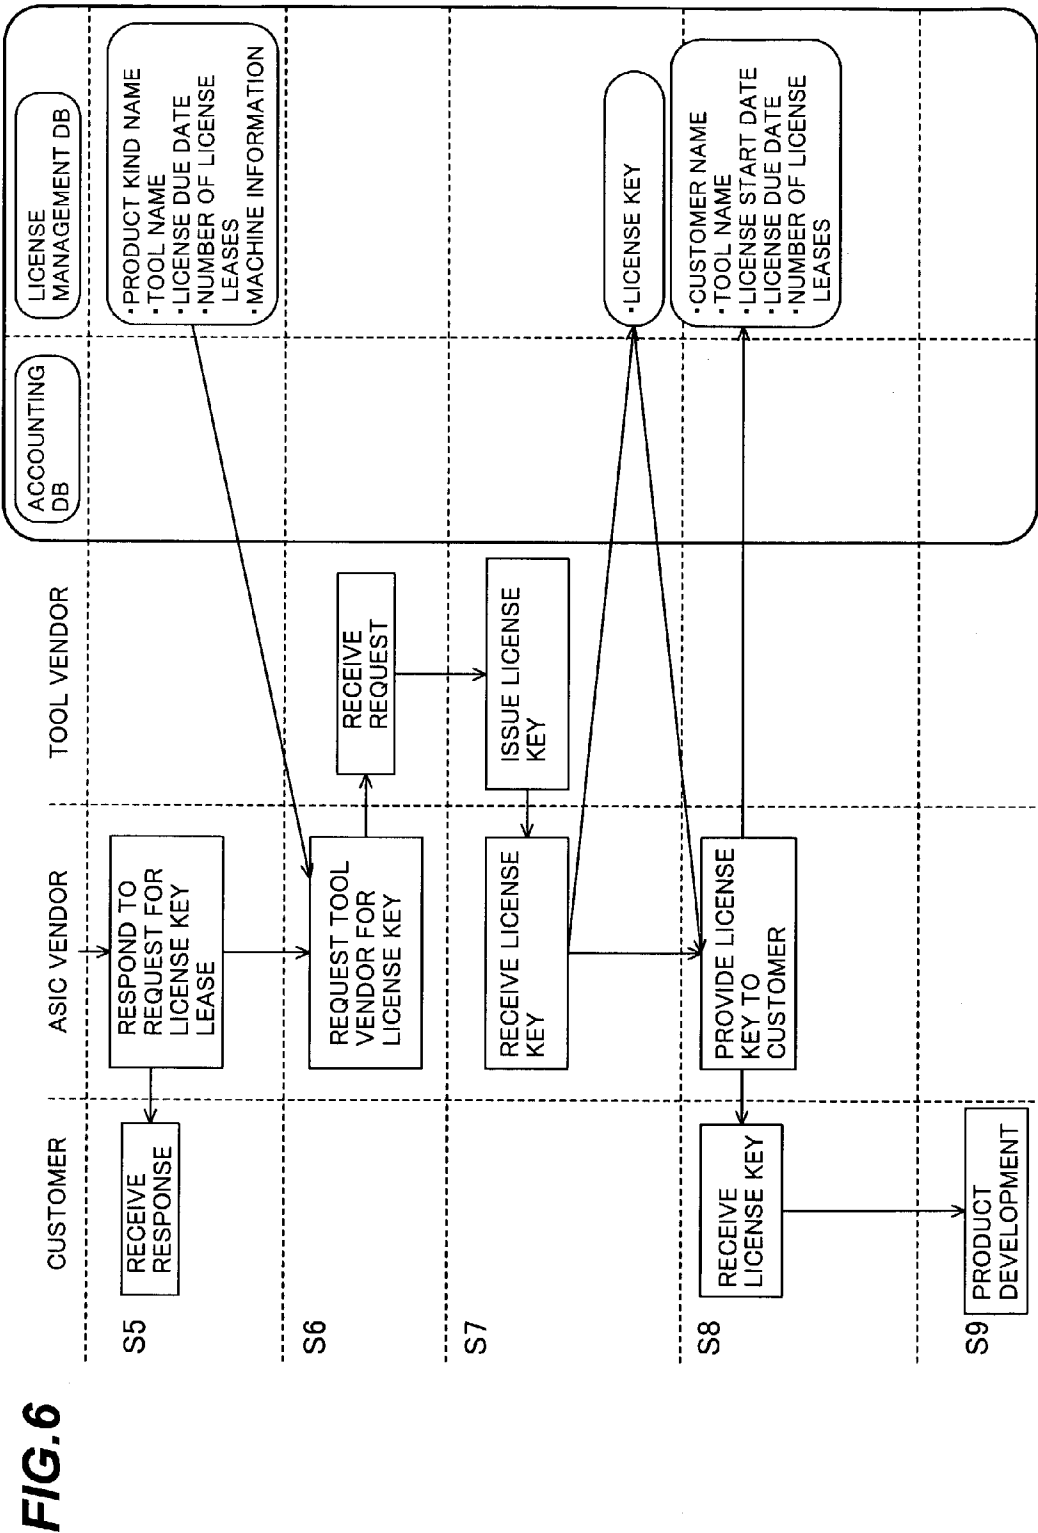 FIG.6
CUSTOMER
ASIC VENDOR
TOOL VENDOR
ACCOUNTING
DB
LICENSE
MANAGEMENT DB
S5
RECEIVE
RESPONSE
RESPOND TO
REQUEST FOR
LICENSE KEY
LEASE
· PRODUCT KIND NAME
· TOOL NAME
· LICENSE DUE DATE
· NUMBER OF LICENSE
LEASES
· MACHINE INFORMATION
S6
REQUEST TOOL
VENDOR FOR
LICENSE KEY
RECEIVE
REQUEST
S7
RECEIVE LICENSE
KEY
ISSUE LICENSE
KEY
· LICENSE KEY
S8
RECEIVE
LICENSE KEY
PROVIDE LICENSE
KEY TO
CUSTOMER
· CUSTOMER NAME
· TOOL NAME
· LICENSE START DATE
· LICENSE DUE DATE
· NUMBER OF LICENSE
LEASES
S9
PRODUCT
DEVELOPMENT